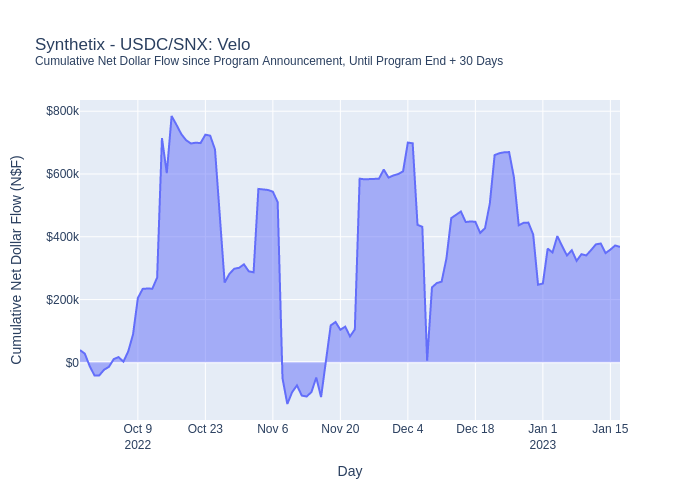 Synthetix - USDC/SNX: Velo
Cumulative Net Dollar Flow since Program Announcement, Until Program End + 30 Days
Cumulative Net Dollar Flow (N$F)
$800k
$600k
$400k
$200k
$0
Oct 9 Oct 23 Nov 6 Nov 20 Dec 4 Dec 18 Jan 1 Jan 15
2022 2023
Day